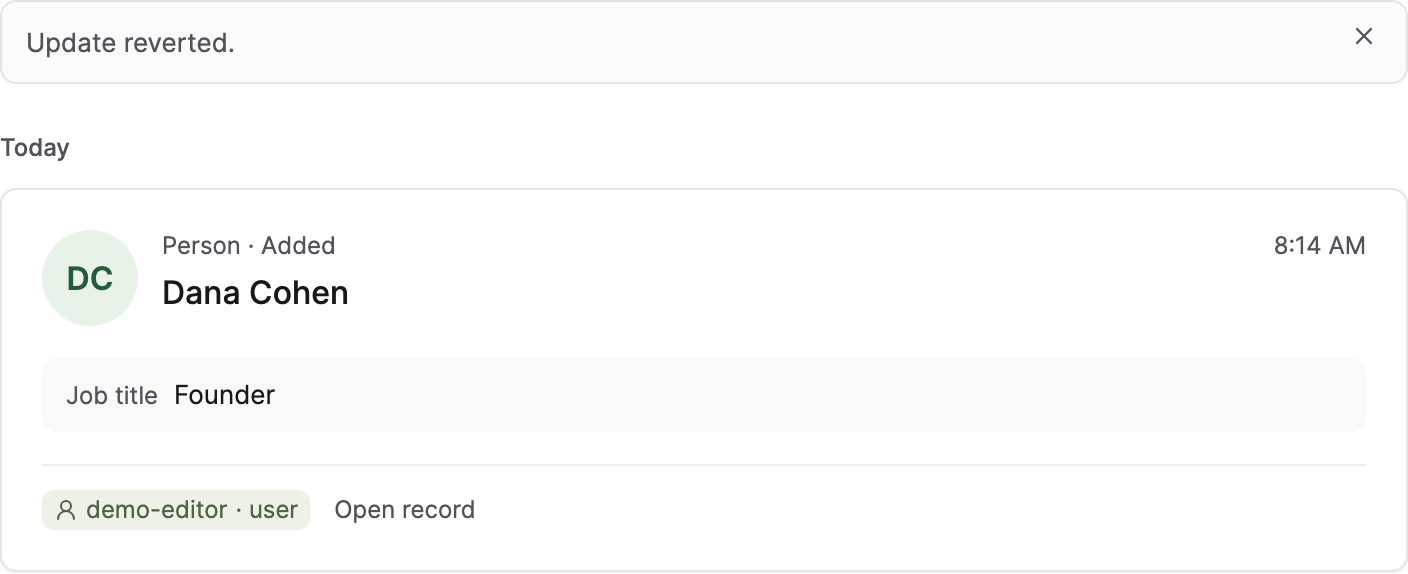 Update reverted.
Today
DC
Person · Added
8:14 AM
Dana Cohen
Job title Founder
demo-editor · user Open record